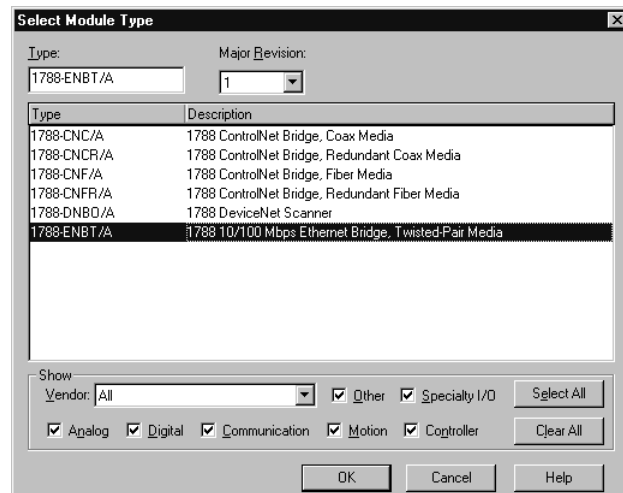 Select Module Type
Type: Major Revision:
1788-ENBT/A 1
Type Description
1788-CNC/A 1788 ControlNet Bridge, Coax Media
1788-CNCR/A 1788 ControlNet Bridge, Redundant Coax Media
1788-CNF/A 1788 ControlNet Bridge, Fiber Media
1788-CNFR/A 1788 ControlNet Bridge, Redundant Fiber Media
1788-DNBO/A 1788 DeviceNet Scanner
1788-ENBT/A 1788 10/100 Mbps Ethernet Bridge, Twisted-Pair Media
Show
Vendor: All Other Specialty I/O Select All
Analog Digital Communication Motion Controller Clear All
OK Cancel Help